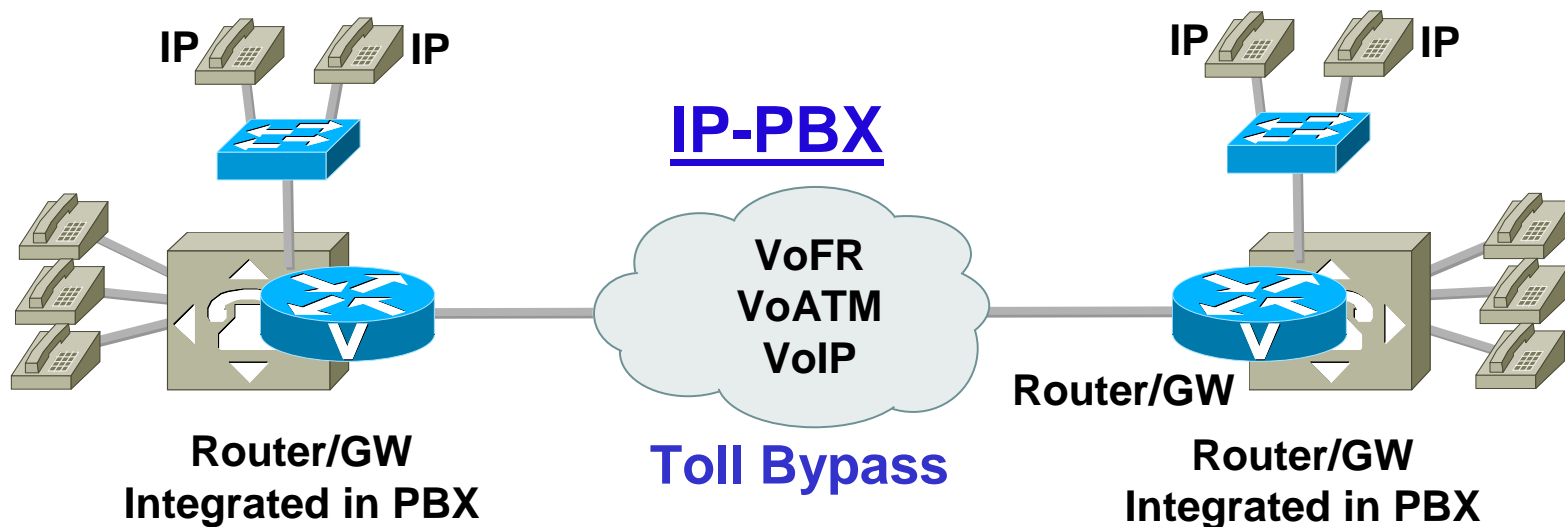 IP
IP
IP
IP
IP-PBX
VoFR
VoATM
VoIP
V
V
Router/GW
Router/GW
Integrated in PBX
Toll Bypass
Router/GW
Integrated in PBX